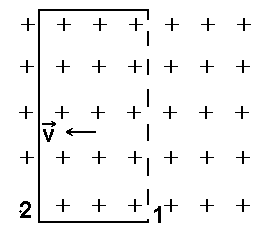 + + + + + + +
+ + + + + + +
+ + + + + + +
v
+ + + + + + +
2 + + + 1 + + +